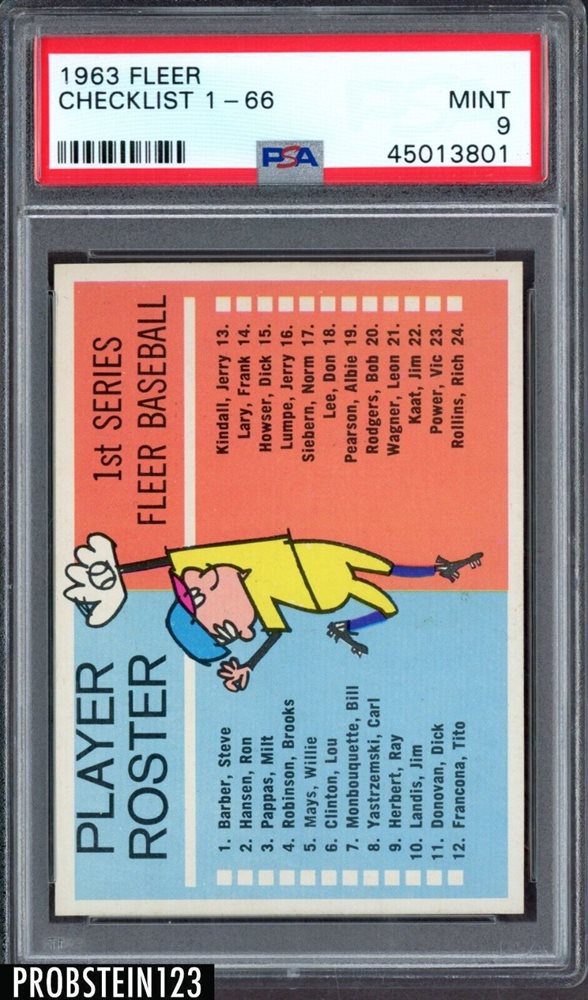 1963 FLEER
CHECKLIST 1 - 66
MINT
9
PSA
45013801
PLAYER
ROSTER
1st SERIES
FLEER BASEBALL
1. Barber, Steve
2. Hansen, Ron
3. Pappas, Milt
4. Robinson, Brooks
5. Mays, Willie
6. Clinton, Lou
7. Monbouquette, Bill
8. Yastrzemski, Carl
9. Herbert, Ray
10. Landis, Jim
11. Donovan, Dick
12. Francona, Tito
Kindall, Jerry 13.
Lary, Frank 14.
Howser, Dick 15.
Lumpe, Jerry 16.
Siebern, Norm 17.
Lee, Don 18.
Pearson, Albie 19.
Rodgers, Bob 20.
Wagner, Leon 21.
Kaat, Jim 22.
Power, Vic 23.
Rollins, Rich 24.
PROBSTEIN123